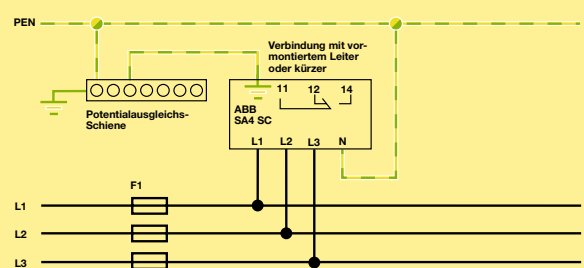 PEN
Verbindung mit vor-
montiertem Leiter
oder kürzer
11 12 14
ABB
SA4 SC
Potentialausgleichs-
Schiene
L1 L2 L3 N
F1
L1
L2
L3